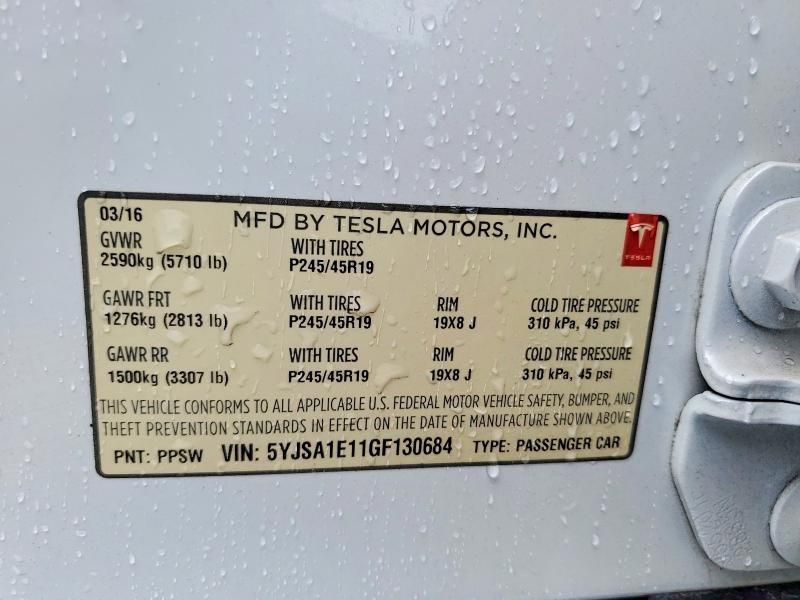 03/16
MFD BY TESLA MOTORS, INC.
TESLA
GVWR WITH TIRES
2590kg (5710 lb) P245/45R19
GAWR FRT WITH TIRES RIM COLD TIRE PRESSURE
1276kg (2813 lb) P245/45R19 19X8 J 310 kPa, 45 psi
GAWR RR WITH TIRES RIM COLD TIRE PRESSURE
1500kg (3307 lb) P245/45R19 19X8 J 310 kPa, 45 psi
THIS VEHICLE CONFORMS TO ALL APPLICABLE U.S. FEDERAL MOTOR VEHICLE SAFETY, BUMPER, AND
THEFT PREVENTION STANDARDS IN EFFECT ON THE DATE OF MANUFACTURE SHOWN ABOVE.
PNT: PPSW VIN: 5YJSA1E11GF130684 TYPE: PASSENGER CAR